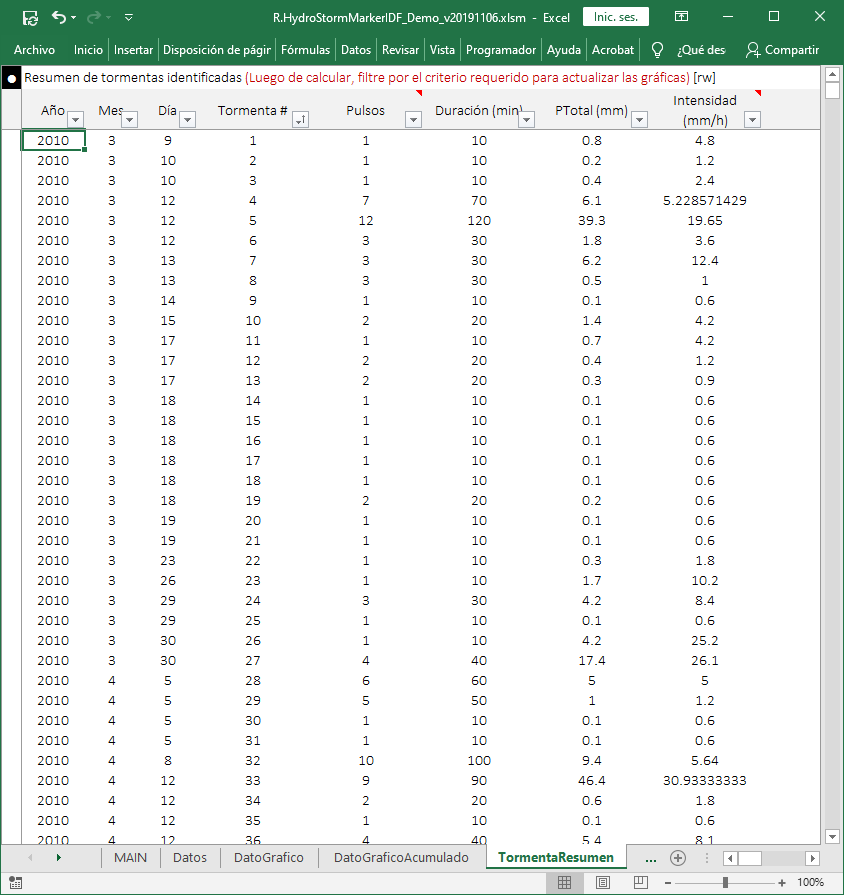 R.HydroStormMarkerIDF_Demo_v20191106.xlsm - Excel Inic. ses.
Archivo Inicio Insertar Disposición de págir Fórmulas Datos Revisar Vista Programador Ayuda Acrobat ¿Qué des Compartir
Resumen de tormentas identificadas (Luego de calcular, filtre por el criterio requerido para actualizar las gráficas) [rw]
Año Mes Día Tormenta # Pulsos Duración (min) PTotal (mm) Intensidad (mm/h)
2010 3 9 1 1 10 0.8 4.8
2010 3 10 2 1 10 0.2 1.2
2010 3 10 3 1 10 0.4 2.4
2010 3 12 4 7 70 6.1 5.228571429
2010 3 12 5 12 120 39.3 19.65
2010 3 12 6 3 30 1.8 3.6
2010 3 13 7 3 30 6.2 12.4
2010 3 13 8 3 30 0.5 1
2010 3 14 9 1 10 0.1 0.6
2010 3 15 10 2 20 1.4 4.2
2010 3 17 11 1 10 0.7 4.2
2010 3 17 12 2 20 0.4 1.2
2010 3 17 13 2 20 0.3 0.9
2010 3 18 14 1 10 0.1 0.6
2010 3 18 15 1 10 0.1 0.6
2010 3 18 16 1 10 0.1 0.6
2010 3 18 17 1 10 0.1 0.6
2010 3 18 18 1 10 0.1 0.6
2010 3 18 19 2 20 0.2 0.6
2010 3 19 20 1 10 0.1 0.6
2010 3 19 21 1 10 0.1 0.6
2010 3 23 22 1 10 0.3 1.8
2010 3 26 23 1 10 1.7 10.2
2010 3 29 24 3 30 4.2 8.4
2010 3 29 25 1 10 0.1 0.6
2010 3 30 26 1 10 4.2 25.2
2010 3 30 27 4 40 17.4 26.1
2010 4 5 28 6 60 5 5
2010 4 5 29 5 50 1 1.2
2010 4 5 30 1 10 0.1 0.6
2010 4 5 31 1 10 0.1 0.6
2010 4 8 32 10 100 9.4 5.64
2010 4 12 33 9 90 46.4 30.93333333
2010 4 12 34 2 20 0.6 1.8
2010 4 12 35 1 10 0.1 0.6
2010 4 12 36 4 40 5.4 8.1
MAIN Datos DatoGrafico DatoGraficoAcumulado TormentaResumen ...
100%